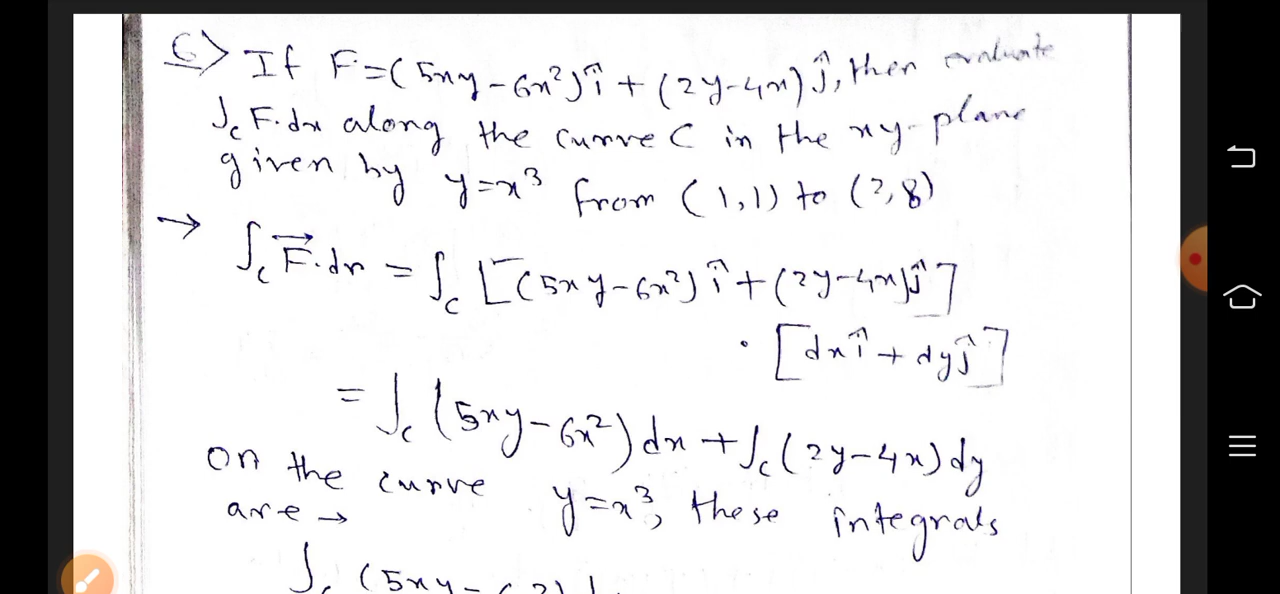 6) If F=(5xy-6x²)î+(2y-4x)ĵ, then evaluate
∫c F.dr along the curve C in the xy-plane
given by y=x³ from (1,1) to (2,8)
→ ∫c F⃗.dr = ∫c [(5xy-6x²)î+(2y-4x)ĵ]
. [dxî+dyĵ]
= ∫c (5xy-6x²)dx+∫c(2y-4x)dy
on the curve y=x³, these integrals
are →
∫c (5xy-